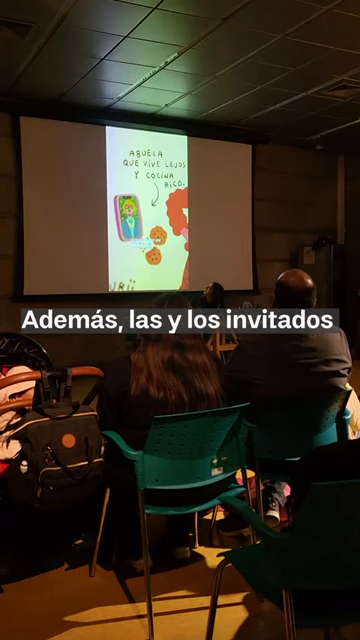 ABUELA
QUE VIVE LEJOS
Y COCINA
RICO.
Además, las y los invitados